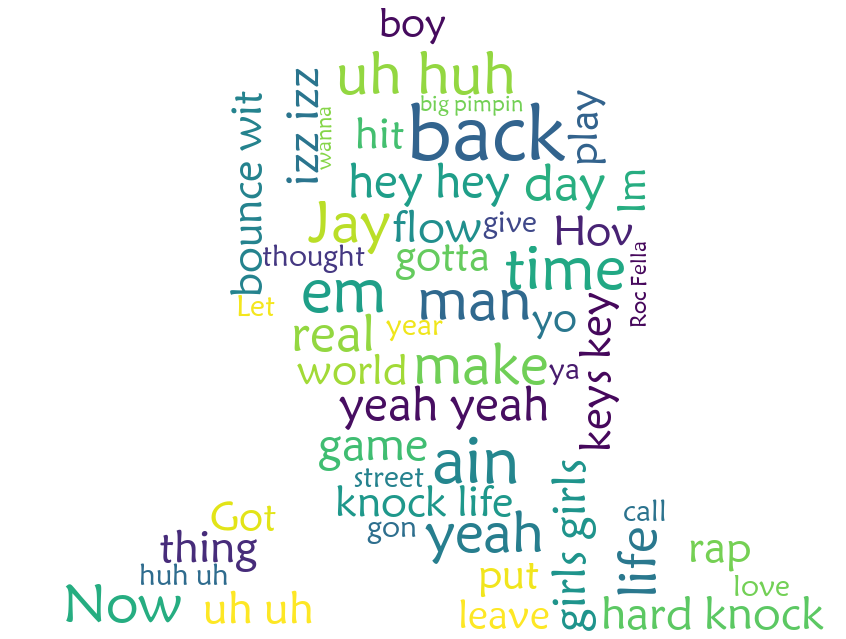 boy
uh huh
big pimpin
izz izz
wanna
hit
back
play
bounce wit
hey hey
day
Im
Jay
flow
give
Hov
thought
gotta
time
Roc Fella
Let
em
man
yo
real
year
keys key
world
make
ya
yeah yeah
game
ain
street
knock life
girls girls
Got
gon
yeah
call
thing
life
rap
huh uh
put
love
Now
uh uh
leave
hard knock